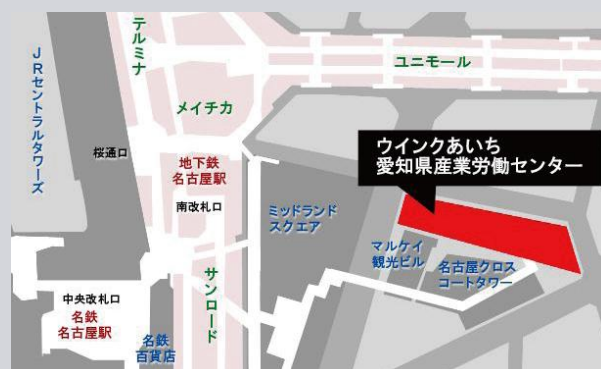 テルミナ
JRセントラルタワーズ
ユニモール
メイチカ
ウインクあいち
愛知県産業労働センター
桜通口
地下鉄
名古屋駅
南改札口
ミッドランド
スクエア
マルケイ
観光ビル
名古屋クロス
コートタワー
サンロード
中央改札口
名鉄
名古屋駅
名鉄
百貨店